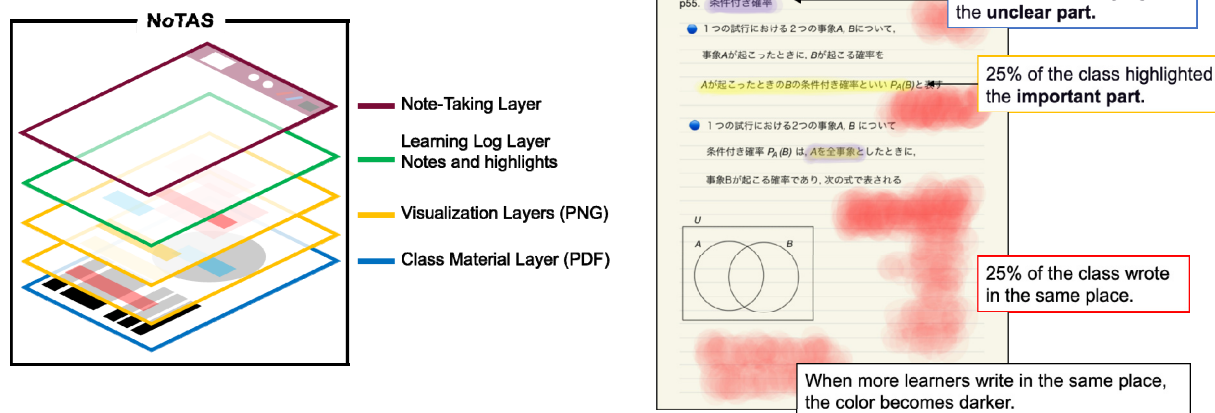 NoTAS
Note-Taking Layer
Learning Log Layer
Notes and highlights
Visualization Layers (PNG)
Class Material Layer (PDF)
p55. 条件付き確率
the unclear part.
1つの試行における2つの事象A, Bについて,
事象Aが起こったときに, Bが起こる確率を
Aが起こったときのBの条件付き確率といい PA(B)と表す
25% of the class highlighted
the important part.
1つの試行における2つの事象A, B について
条件付き確率 PA (B) は, Aを全事象としたときに,
事象Bが起こる確率であり, 次の式で表される
U
A
B
25% of the class wrote
in the same place.
When more learners write in the same place,
the color becomes darker.